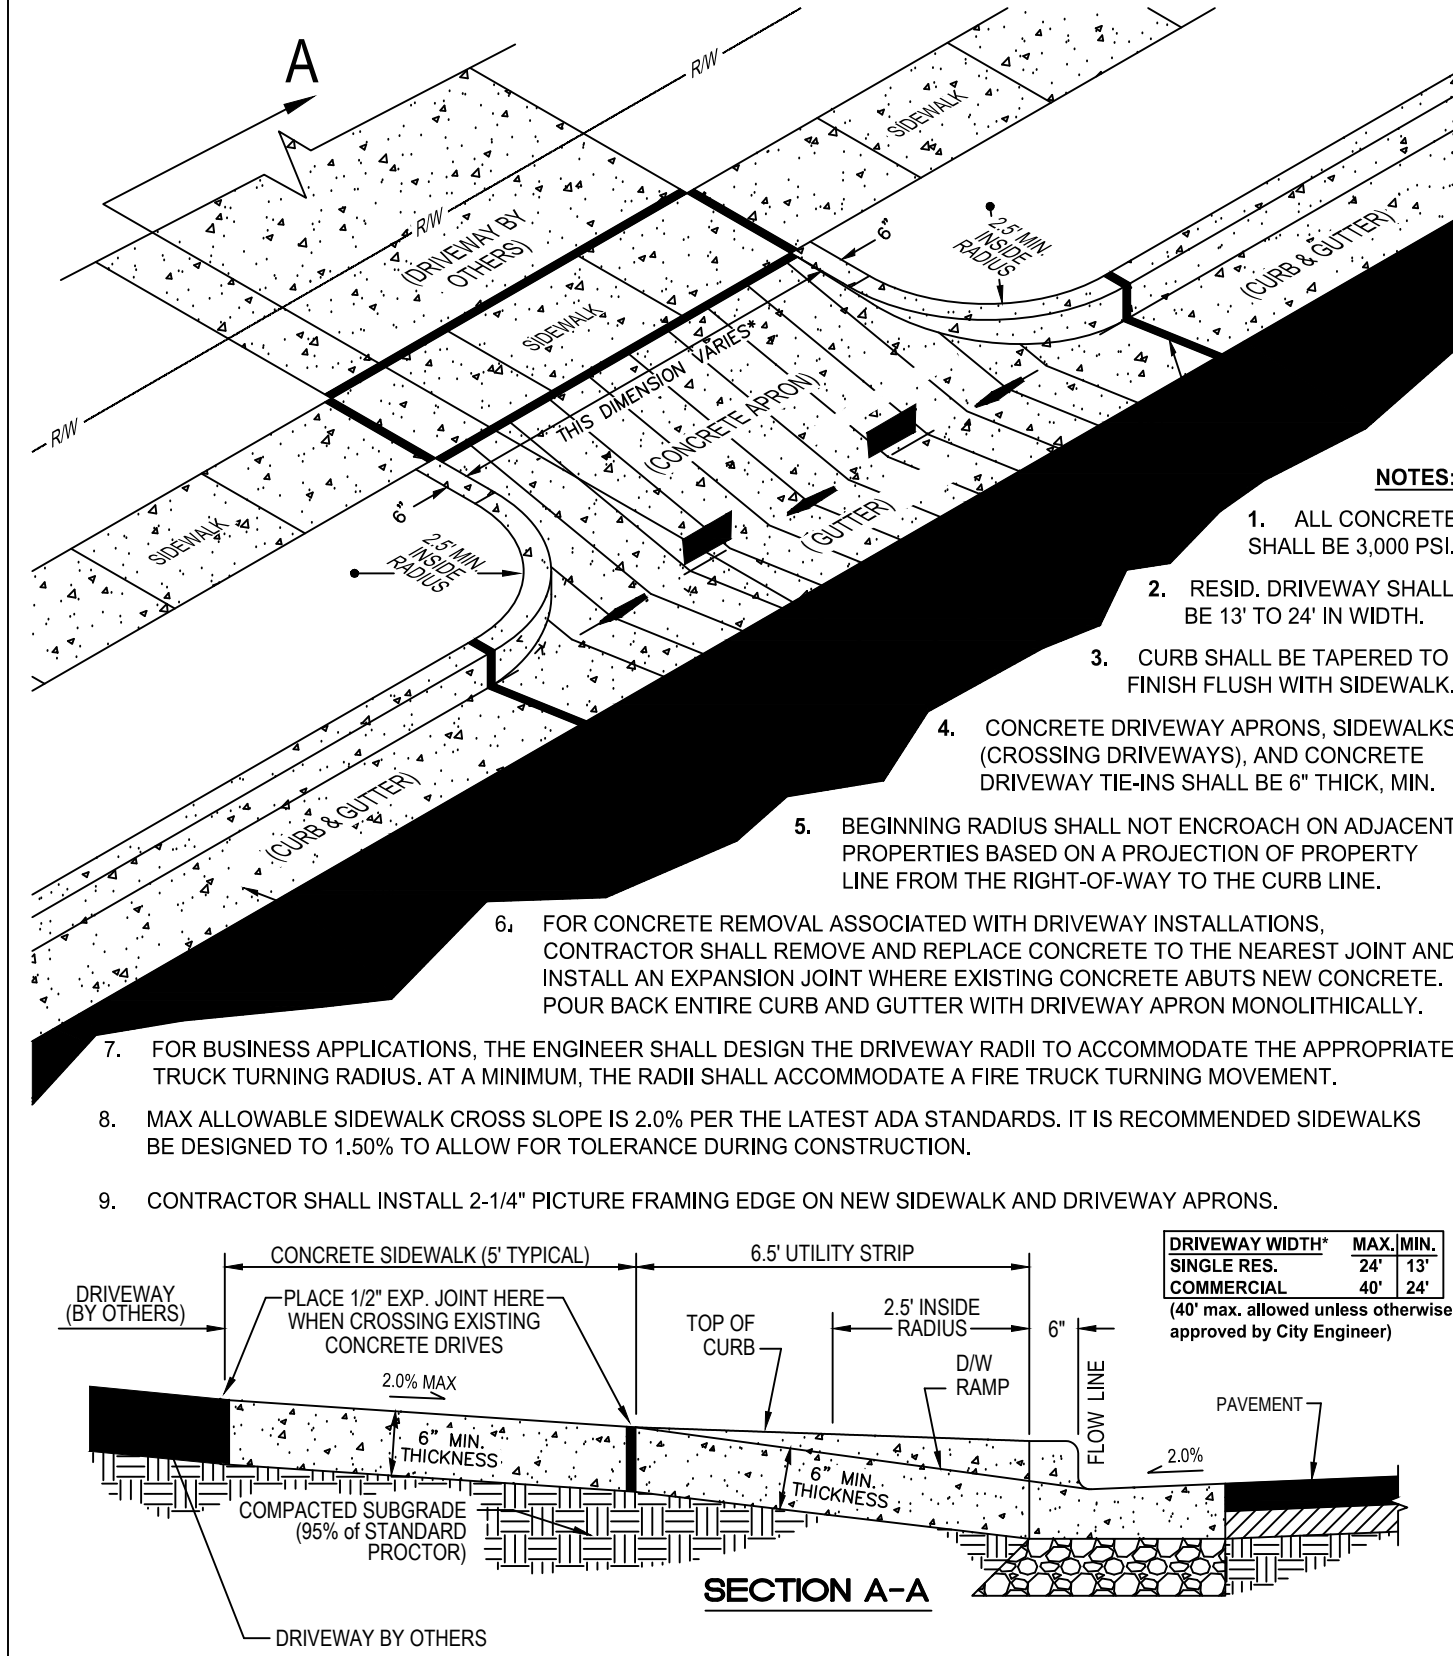 A
R/W
R/W
R/W
SIDEWALK
(DRIVEWAY BY
OTHERS)
6"
2.5' MIN.
INSIDE
RADIUS
(CURB & GUTTER)
SIDEWALK
THIS DIMENSION VARIES*
(CONCRETE APRON)
(GUTTER)
SIDEWALK
6"
2.5' MIN.
INSIDE
RADIUS
(CURB & GUTTER)
NOTES:
1. ALL CONCRETE
SHALL BE 3,000 PSI.
2. RESID. DRIVEWAY SHALL
BE 13' TO 24' IN WIDTH.
3. CURB SHALL BE TAPERED TO
FINISH FLUSH WITH SIDEWALK.
4. CONCRETE DRIVEWAY APRONS, SIDEWALKS
(CROSSING DRIVEWAYS), AND CONCRETE
DRIVEWAY TIE-INS SHALL BE 6" THICK, MIN.
5. BEGINNING RADIUS SHALL NOT ENCROACH ON ADJACENT
PROPERTIES BASED ON A PROJECTION OF PROPERTY
LINE FROM THE RIGHT-OF-WAY TO THE CURB LINE.
6. FOR CONCRETE REMOVAL ASSOCIATED WITH DRIVEWAY INSTALLATIONS,
CONTRACTOR SHALL REMOVE AND REPLACE CONCRETE TO THE NEAREST JOINT AND
INSTALL AN EXPANSION JOINT WHERE EXISTING CONCRETE ABUTS NEW CONCRETE.
POUR BACK ENTIRE CURB AND GUTTER WITH DRIVEWAY APRON MONOLITHICALLY.
7. FOR BUSINESS APPLICATIONS, THE ENGINEER SHALL DESIGN THE DRIVEWAY RADII TO ACCOMMODATE THE APPROPRIATE
TRUCK TURNING RADIUS. AT A MINIMUM, THE RADII SHALL ACCOMMODATE A FIRE TRUCK TURNING MOVEMENT.
8. MAX ALLOWABLE SIDEWALK CROSS SLOPE IS 2.0% PER THE LATEST ADA STANDARDS. IT IS RECOMMENDED SIDEWALKS
BE DESIGNED TO 1.50% TO ALLOW FOR TOLERANCE DURING CONSTRUCTION.
9. CONTRACTOR SHALL INSTALL 2-1/4" PICTURE FRAMING EDGE ON NEW SIDEWALK AND DRIVEWAY APRONS.
DRIVEWAY WIDTH* MAX. MIN.
SINGLE RES. 24' 13'
COMMERCIAL 40' 24'
(40' max. allowed unless otherwise
approved by City Engineer)
CONCRETE SIDEWALK (5' TYPICAL)
6.5' UTILITY STRIP
DRIVEWAY
(BY OTHERS)
PLACE 1/2" EXP. JOINT HERE
WHEN CROSSING EXISTING
CONCRETE DRIVES
TOP OF
CURB
2.5' INSIDE
RADIUS
6"
D/W
RAMP
FLOW LINE
2.0% MAX
PAVEMENT
2.0%
6" MIN.
THICKNESS
6" MIN.
THICKNESS
COMPACTED SUBGRADE
(95% of STANDARD
PROCTOR)
SECTION A-A
DRIVEWAY BY OTHERS